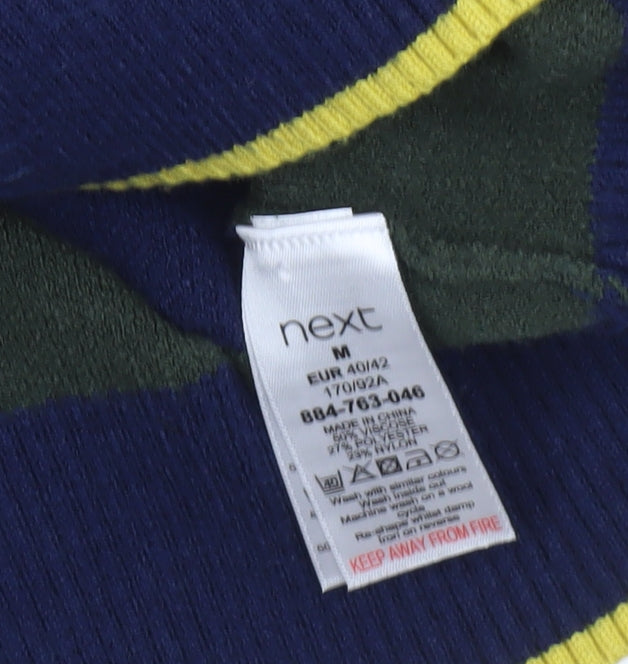 next
M
EUR 40/42
170/92A
884-763-046
MADE IN CHINA
50% VISCOSE
27% POLYESTER
23% NYLON
40
Wash with similar colours
Wash inside out
Machine wash on a wool
cycle
Re-shape whilst damp
Iron on reverse
KEEP AWAY FROM FIRE